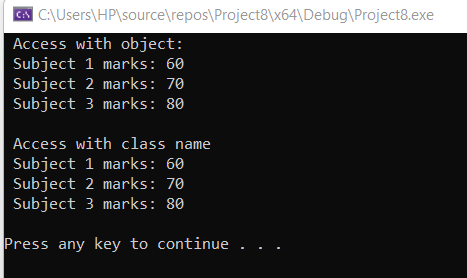 C:\Users\HP\source\repos\Project8\x64\Debug\Project8.exe
Access with object:
Subject 1 marks: 60
Subject 2 marks: 70
Subject 3 marks: 80
Access with class name
Subject 1 marks: 60
Subject 2 marks: 70
Subject 3 marks: 80
Press any key to continue . . .